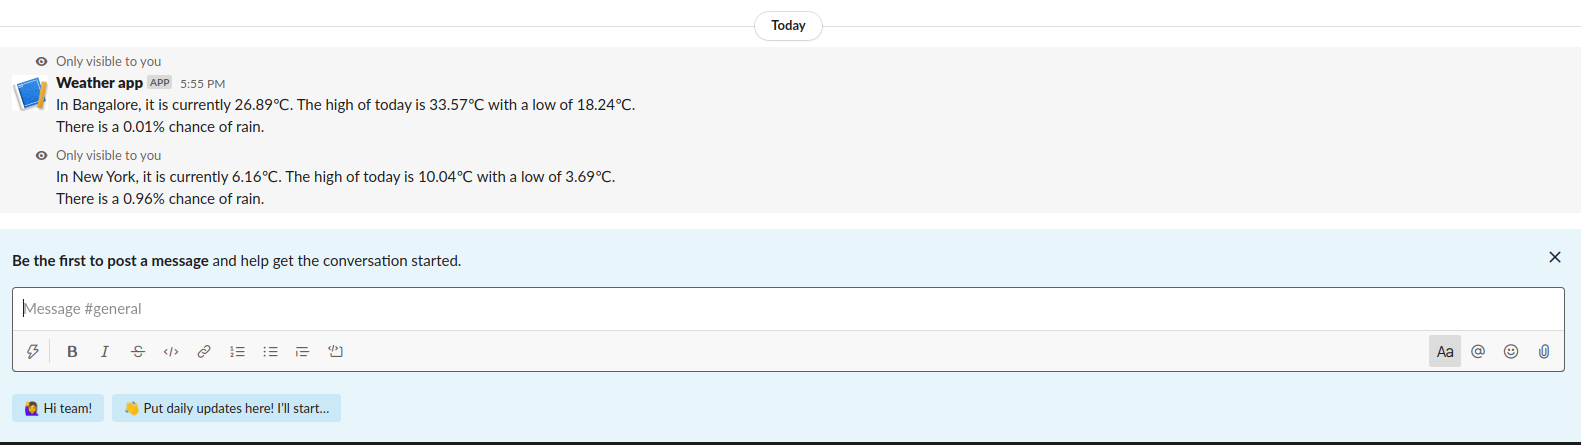 Today
Only visible to you
Weather app APP 5:55 PM
In Bangalore, it is currently 26.89°C. The high of today is 33.57°C with a low of 18.24°C.
There is a 0.01% chance of rain.
Only visible to you
In New York, it is currently 6.16°C. The high of today is 10.04°C with a low of 3.69°C.
There is a 0.96% chance of rain.
Be the first to post a message and help get the conversation started.
Message #general
B I S </> Aa @
🙋 Hi team! 👋 Put daily updates here! I'll start...